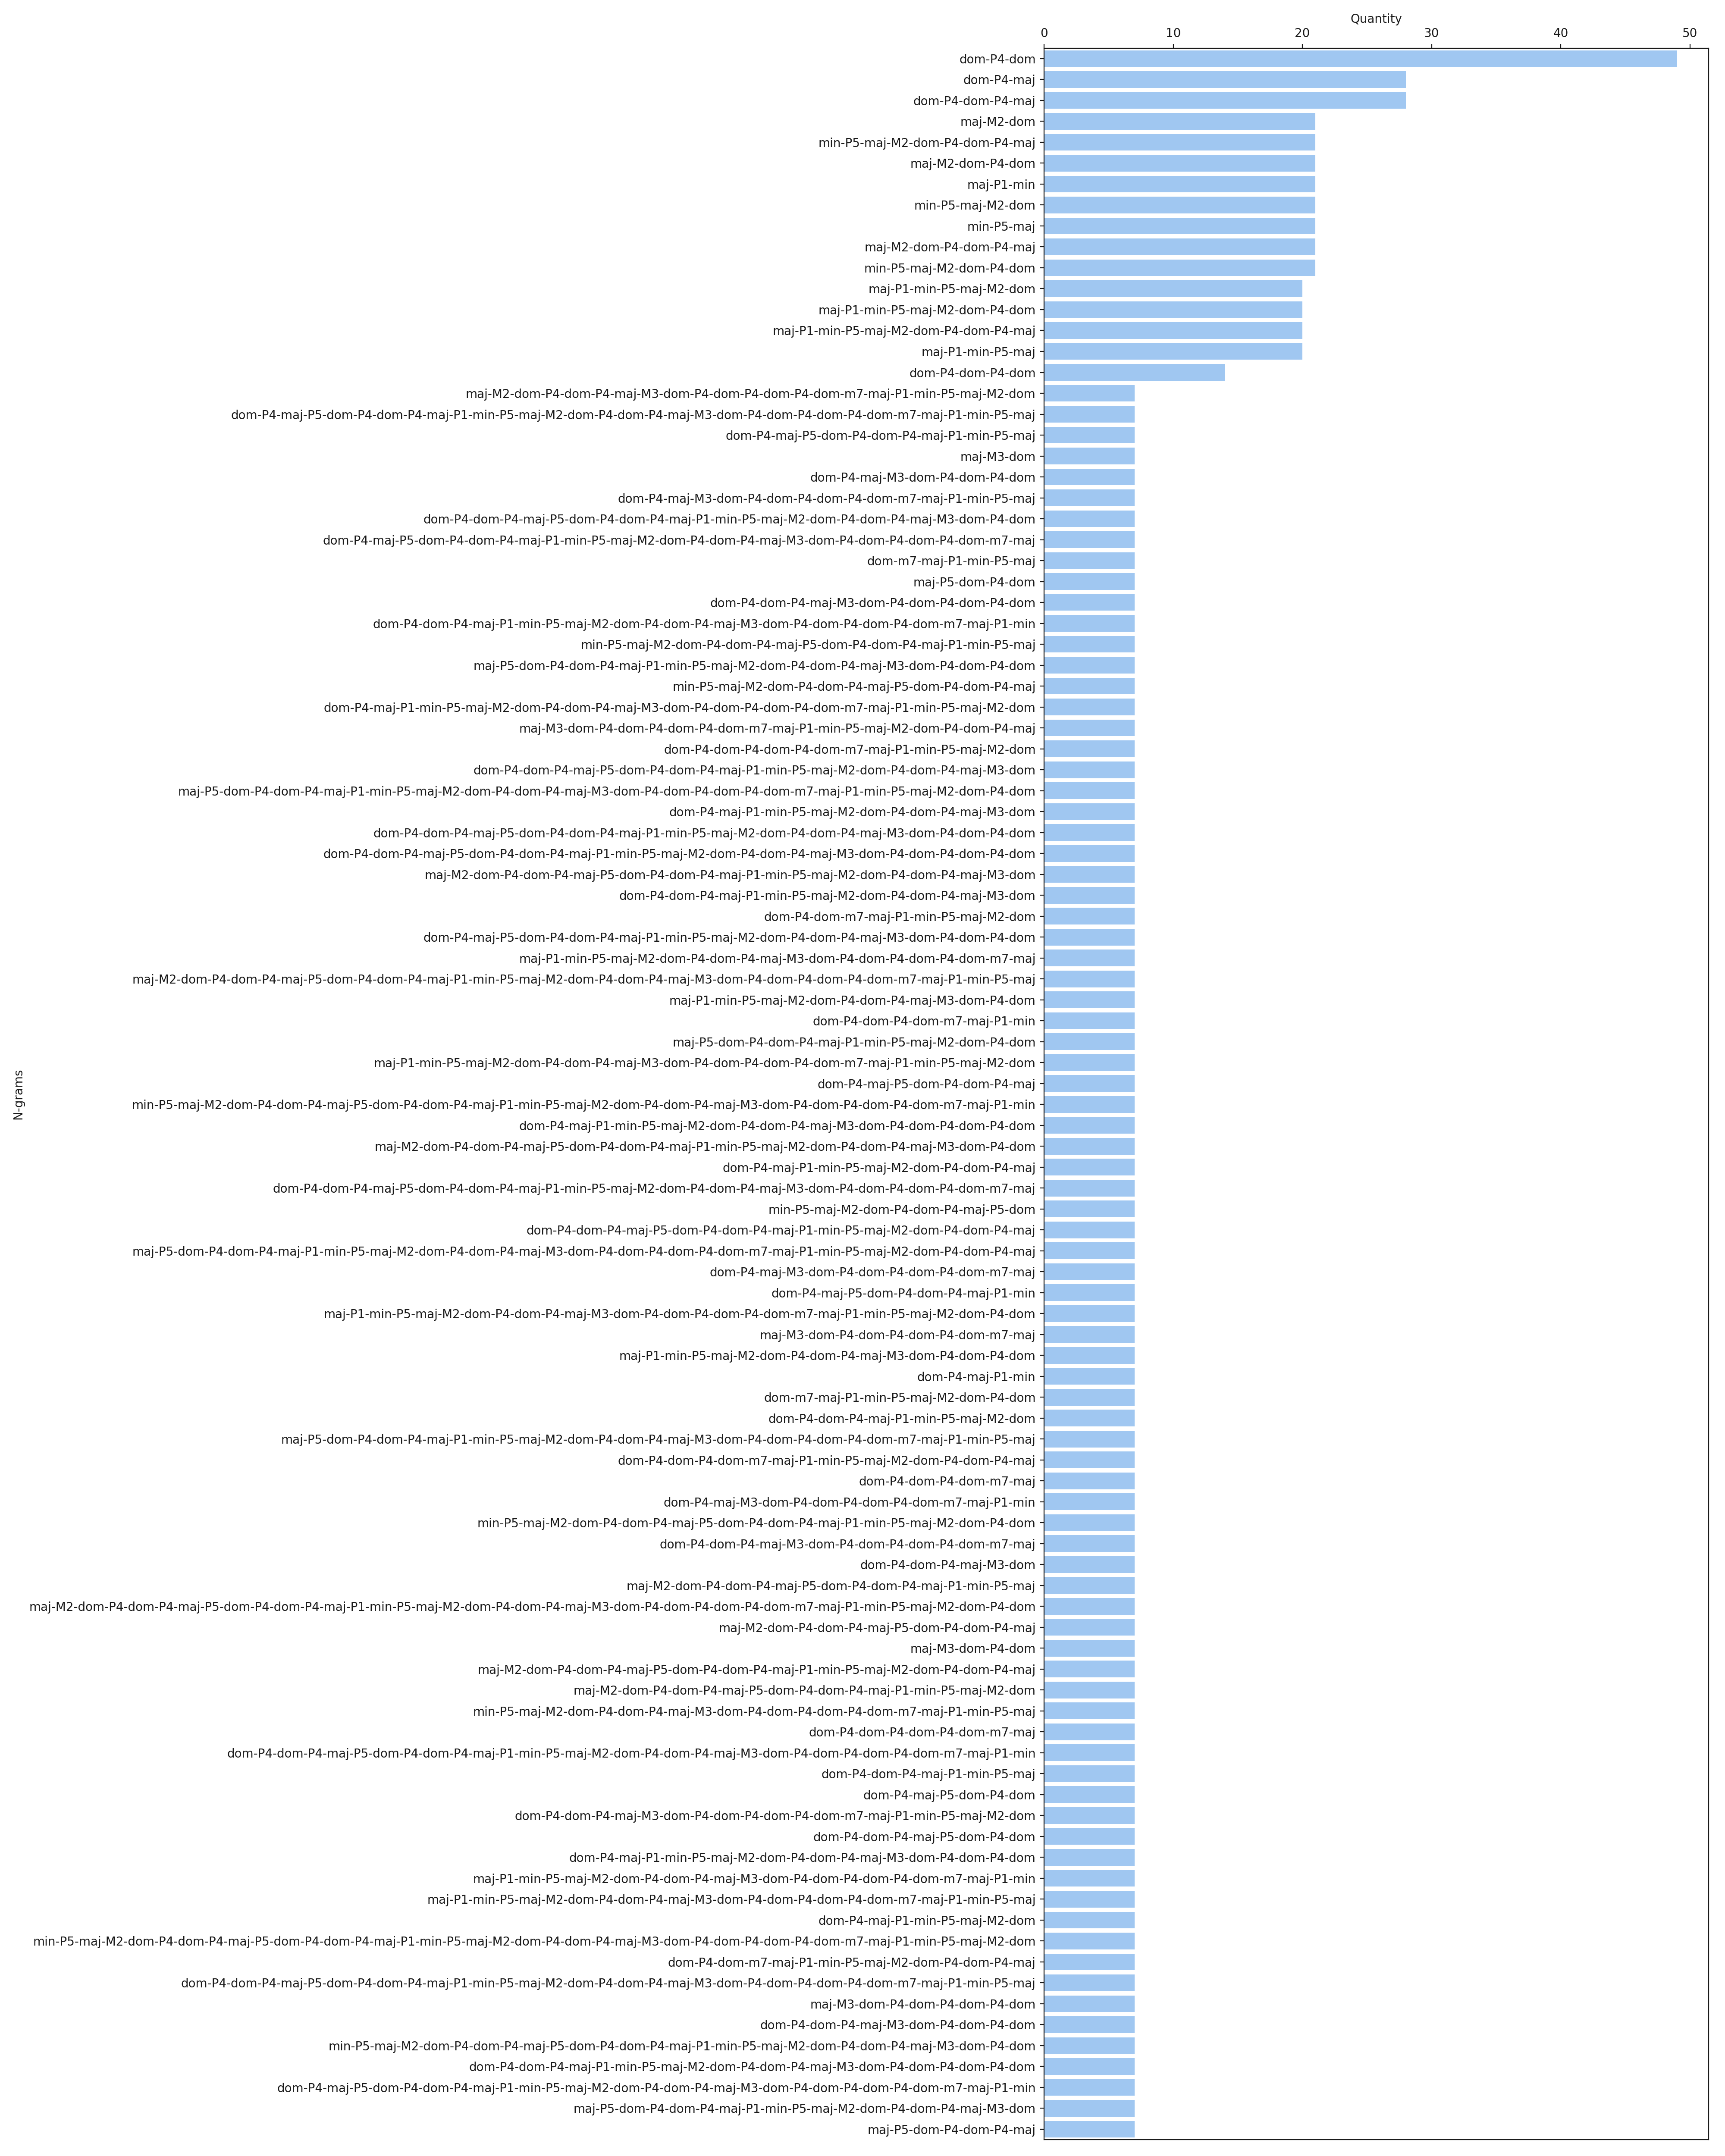 Quantity
0 10 20 30 40 50
dom-P4-dom
dom-P4-maj
dom-P4-dom-P4-maj
maj-M2-dom
min-P5-maj-M2-dom-P4-dom-P4-maj
maj-M2-dom-P4-dom
maj-P1-min
min-P5-maj-M2-dom
min-P5-maj
maj-M2-dom-P4-dom-P4-maj
min-P5-maj-M2-dom-P4-dom
maj-P1-min-P5-maj-M2-dom
maj-P1-min-P5-maj-M2-dom-P4-dom
maj-P1-min-P5-maj-M2-dom-P4-dom-P4-maj
maj-P1-min-P5-maj
dom-P4-dom-P4-dom
maj-M2-dom-P4-dom-P4-maj-M3-dom-P4-dom-P4-dom-P4-dom-m7-maj-P1-min-P5-maj-M2-dom
dom-P4-maj-P5-dom-P4-dom-P4-maj-P1-min-P5-maj-M2-dom-P4-dom-P4-maj-M3-dom-P4-dom-P4-dom-P4-dom-m7-maj-P1-min-P5-maj
dom-P4-maj-P5-dom-P4-dom-P4-maj-P1-min-P5-maj
maj-M3-dom
dom-P4-maj-M3-dom-P4-dom-P4-dom
dom-P4-maj-M3-dom-P4-dom-P4-dom-P4-dom-m7-maj-P1-min-P5-maj
dom-P4-dom-P4-maj-P5-dom-P4-dom-P4-maj-P1-min-P5-maj-M2-dom-P4-dom-P4-maj-M3-dom-P4-dom
dom-P4-maj-P5-dom-P4-dom-P4-maj-P1-min-P5-maj-M2-dom-P4-dom-P4-maj-M3-dom-P4-dom-P4-dom-P4-dom-m7-maj
dom-m7-maj-P1-min-P5-maj
maj-P5-dom-P4-dom
dom-P4-dom-P4-maj-M3-dom-P4-dom-P4-dom-P4-dom
dom-P4-dom-P4-maj-P1-min-P5-maj-M2-dom-P4-dom-P4-maj-M3-dom-P4-dom-P4-dom-P4-dom-m7-maj-P1-min
min-P5-maj-M2-dom-P4-dom-P4-maj-P5-dom-P4-dom-P4-maj-P1-min-P5-maj
maj-P5-dom-P4-dom-P4-maj-P1-min-P5-maj-M2-dom-P4-dom-P4-maj-M3-dom-P4-dom-P4-dom
min-P5-maj-M2-dom-P4-dom-P4-maj-P5-dom-P4-dom-P4-maj
dom-P4-maj-P1-min-P5-maj-M2-dom-P4-dom-P4-maj-M3-dom-P4-dom-P4-dom-P4-dom-m7-maj-P1-min-P5-maj-M2-dom
maj-M3-dom-P4-dom-P4-dom-P4-dom-m7-maj-P1-min-P5-maj-M2-dom-P4-dom-P4-maj
dom-P4-dom-P4-dom-P4-dom-m7-maj-P1-min-P5-maj-M2-dom
dom-P4-dom-P4-maj-P5-dom-P4-dom-P4-maj-P1-min-P5-maj-M2-dom-P4-dom-P4-maj-M3-dom
maj-P5-dom-P4-dom-P4-maj-P1-min-P5-maj-M2-dom-P4-dom-P4-maj-M3-dom-P4-dom-P4-dom-P4-dom-m7-maj-P1-min-P5-maj-M2-dom-P4-dom
dom-P4-maj-P1-min-P5-maj-M2-dom-P4-dom-P4-maj-M3-dom
dom-P4-dom-P4-maj-P5-dom-P4-dom-P4-maj-P1-min-P5-maj-M2-dom-P4-dom-P4-maj-M3-dom-P4-dom-P4-dom
dom-P4-dom-P4-maj-P5-dom-P4-dom-P4-maj-P1-min-P5-maj-M2-dom-P4-dom-P4-maj-M3-dom-P4-dom-P4-dom-P4-dom
maj-M2-dom-P4-dom-P4-maj-P5-dom-P4-dom-P4-maj-P1-min-P5-maj-M2-dom-P4-dom-P4-maj-M3-dom
dom-P4-dom-P4-maj-P1-min-P5-maj-M2-dom-P4-dom-P4-maj-M3-dom
dom-P4-dom-m7-maj-P1-min-P5-maj-M2-dom
dom-P4-maj-P5-dom-P4-dom-P4-maj-P1-min-P5-maj-M2-dom-P4-dom-P4-maj-M3-dom-P4-dom-P4-dom
maj-P1-min-P5-maj-M2-dom-P4-dom-P4-maj-M3-dom-P4-dom-P4-dom-P4-dom-m7-maj
maj-M2-dom-P4-dom-P4-maj-P5-dom-P4-dom-P4-maj-P1-min-P5-maj-M2-dom-P4-dom-P4-maj-M3-dom-P4-dom-P4-dom-P4-dom-m7-maj-P1-min-P5-maj
maj-P1-min-P5-maj-M2-dom-P4-dom-P4-maj-M3-dom-P4-dom
dom-P4-dom-P4-dom-m7-maj-P1-min
maj-P5-dom-P4-dom-P4-maj-P1-min-P5-maj-M2-dom-P4-dom
maj-P1-min-P5-maj-M2-dom-P4-dom-P4-maj-M3-dom-P4-dom-P4-dom-P4-dom-m7-maj-P1-min-P5-maj-M2-dom
dom-P4-maj-P5-dom-P4-dom-P4-maj
N-grams
min-P5-maj-M2-dom-P4-dom-P4-maj-P5-dom-P4-dom-P4-maj-P1-min-P5-maj-M2-dom-P4-dom-P4-maj-M3-dom-P4-dom-P4-dom-P4-dom-m7-maj-P1-min
dom-P4-maj-P1-min-P5-maj-M2-dom-P4-dom-P4-maj-M3-dom-P4-dom-P4-dom-P4-dom
maj-M2-dom-P4-dom-P4-maj-P5-dom-P4-dom-P4-maj-P1-min-P5-maj-M2-dom-P4-dom-P4-maj-M3-dom-P4-dom
dom-P4-maj-P1-min-P5-maj-M2-dom-P4-dom-P4-maj
dom-P4-dom-P4-maj-P5-dom-P4-dom-P4-maj-P1-min-P5-maj-M2-dom-P4-dom-P4-maj-M3-dom-P4-dom-P4-dom-P4-dom-m7-maj
min-P5-maj-M2-dom-P4-dom-P4-maj-P5-dom
dom-P4-dom-P4-maj-P5-dom-P4-dom-P4-maj-P1-min-P5-maj-M2-dom-P4-dom-P4-maj
maj-P5-dom-P4-dom-P4-maj-P1-min-P5-maj-M2-dom-P4-dom-P4-maj-M3-dom-P4-dom-P4-dom-P4-dom-m7-maj-P1-min-P5-maj-M2-dom-P4-dom-P4-maj
dom-P4-maj-M3-dom-P4-dom-P4-dom-P4-dom-m7-maj
dom-P4-maj-P5-dom-P4-dom-P4-maj-P1-min
maj-P1-min-P5-maj-M2-dom-P4-dom-P4-maj-M3-dom-P4-dom-P4-dom-P4-dom-m7-maj-P1-min-P5-maj-M2-dom-P4-dom
maj-M3-dom-P4-dom-P4-dom-P4-dom-m7-maj
maj-P1-min-P5-maj-M2-dom-P4-dom-P4-maj-M3-dom-P4-dom-P4-dom
dom-P4-maj-P1-min
dom-m7-maj-P1-min-P5-maj-M2-dom-P4-dom
dom-P4-dom-P4-maj-P1-min-P5-maj-M2-dom
maj-P5-dom-P4-dom-P4-maj-P1-min-P5-maj-M2-dom-P4-dom-P4-maj-M3-dom-P4-dom-P4-dom-P4-dom-m7-maj-P1-min-P5-maj
dom-P4-dom-P4-dom-m7-maj-P1-min-P5-maj-M2-dom-P4-dom-P4-maj
dom-P4-dom-P4-dom-m7-maj
dom-P4-maj-M3-dom-P4-dom-P4-dom-P4-dom-m7-maj-P1-min
min-P5-maj-M2-dom-P4-dom-P4-maj-P5-dom-P4-dom-P4-maj-P1-min-P5-maj-M2-dom-P4-dom
dom-P4-dom-P4-maj-M3-dom-P4-dom-P4-dom-P4-dom-m7-maj
dom-P4-dom-P4-maj-M3-dom
maj-M2-dom-P4-dom-P4-maj-P5-dom-P4-dom-P4-maj-P1-min-P5-maj
maj-M2-dom-P4-dom-P4-maj-P5-dom-P4-dom-P4-maj-P1-min-P5-maj-M2-dom-P4-dom-P4-maj-M3-dom-P4-dom-P4-dom-P4-dom-m7-maj-P1-min-P5-maj-M2-dom-P4-dom
maj-M2-dom-P4-dom-P4-maj-P5-dom-P4-dom-P4-maj
maj-M3-dom-P4-dom
maj-M2-dom-P4-dom-P4-maj-P5-dom-P4-dom-P4-maj-P1-min-P5-maj-M2-dom-P4-dom-P4-maj
maj-M2-dom-P4-dom-P4-maj-P5-dom-P4-dom-P4-maj-P1-min-P5-maj-M2-dom
min-P5-maj-M2-dom-P4-dom-P4-maj-M3-dom-P4-dom-P4-dom-P4-dom-m7-maj-P1-min-P5-maj
dom-P4-dom-P4-dom-P4-dom-m7-maj
dom-P4-dom-P4-maj-P5-dom-P4-dom-P4-maj-P1-min-P5-maj-M2-dom-P4-dom-P4-maj-M3-dom-P4-dom-P4-dom-P4-dom-m7-maj-P1-min
dom-P4-dom-P4-maj-P1-min-P5-maj
dom-P4-maj-P5-dom-P4-dom
dom-P4-dom-P4-maj-M3-dom-P4-dom-P4-dom-P4-dom-m7-maj-P1-min-P5-maj-M2-dom
dom-P4-dom-P4-maj-P5-dom-P4-dom
dom-P4-maj-P1-min-P5-maj-M2-dom-P4-dom-P4-maj-M3-dom-P4-dom-P4-dom
maj-P1-min-P5-maj-M2-dom-P4-dom-P4-maj-M3-dom-P4-dom-P4-dom-P4-dom-m7-maj-P1-min
maj-P1-min-P5-maj-M2-dom-P4-dom-P4-maj-M3-dom-P4-dom-P4-dom-P4-dom-m7-maj-P1-min-P5-maj
dom-P4-maj-P1-min-P5-maj-M2-dom
min-P5-maj-M2-dom-P4-dom-P4-maj-P5-dom-P4-dom-P4-maj-P1-min-P5-maj-M2-dom-P4-dom-P4-maj-M3-dom-P4-dom-P4-dom-P4-dom-m7-maj-P1-min-P5-maj-M2-dom
dom-P4-dom-m7-maj-P1-min-P5-maj-M2-dom-P4-dom-P4-maj
dom-P4-dom-P4-maj-P5-dom-P4-dom-P4-maj-P1-min-P5-maj-M2-dom-P4-dom-P4-maj-M3-dom-P4-dom-P4-dom-P4-dom-m7-maj-P1-min-P5-maj
maj-M3-dom-P4-dom-P4-dom-P4-dom
dom-P4-dom-P4-maj-M3-dom-P4-dom-P4-dom
min-P5-maj-M2-dom-P4-dom-P4-maj-P5-dom-P4-dom-P4-maj-P1-min-P5-maj-M2-dom-P4-dom-P4-maj-M3-dom-P4-dom
dom-P4-dom-P4-maj-P1-min-P5-maj-M2-dom-P4-dom-P4-maj-M3-dom-P4-dom-P4-dom-P4-dom
dom-P4-maj-P5-dom-P4-dom-P4-maj-P1-min-P5-maj-M2-dom-P4-dom-P4-maj-M3-dom-P4-dom-P4-dom-P4-dom-m7-maj-P1-min
maj-P5-dom-P4-dom-P4-maj-P1-min-P5-maj-M2-dom-P4-dom-P4-maj-M3-dom
maj-P5-dom-P4-dom-P4-maj